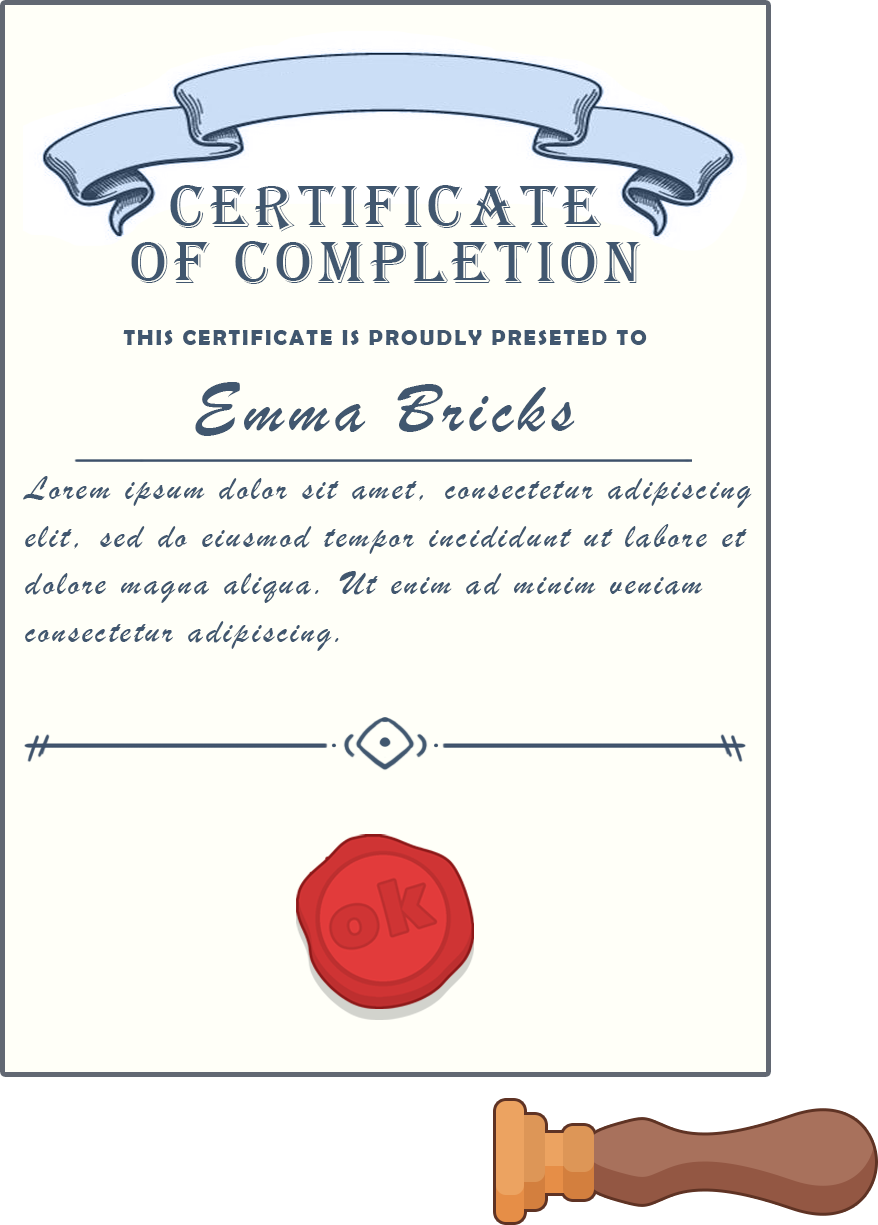 CERTIFICATE
OF COMPLETION
THIS CERTIFICATE IS PROUDLY PRESETED TO
Emma Bricks
Lorem ipsum dolor sit amet, consectetur adipiscing
elit, sed do eiusmod tempor incididunt ut labore et
dolore magna aliqua. Ut enim ad minim veniam
consectetur adipiscing,
ok